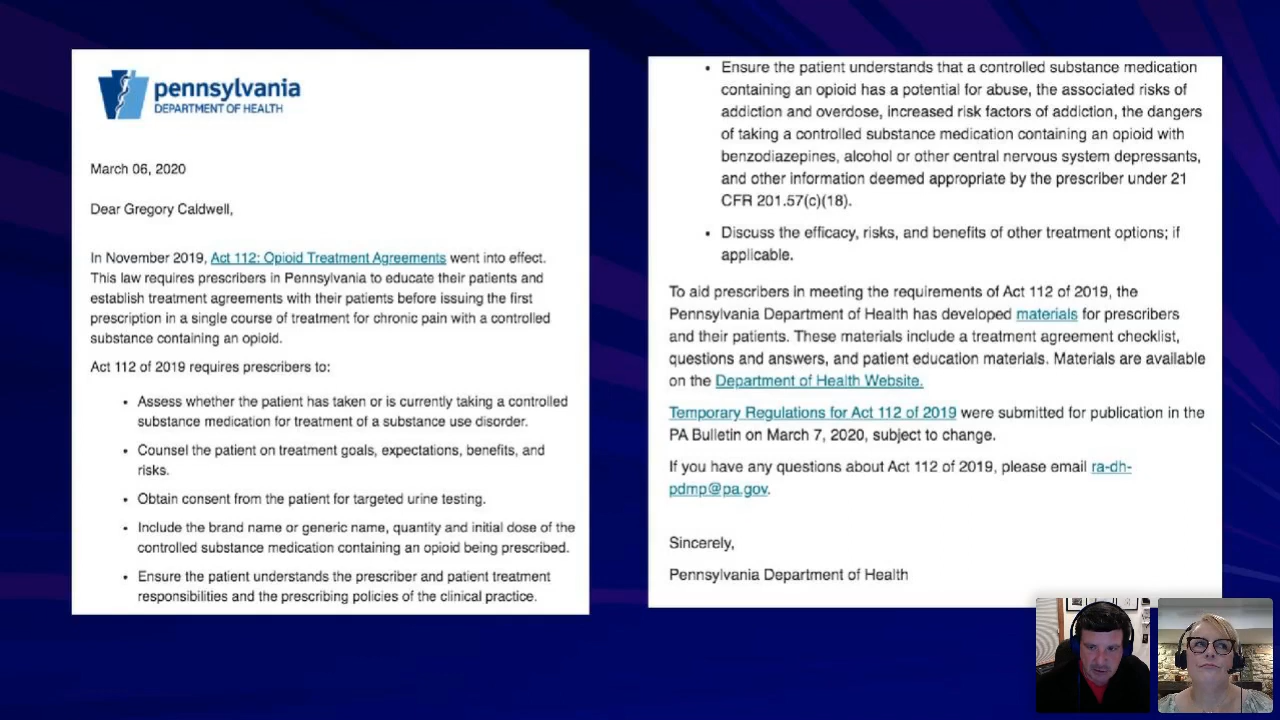 pennsylvania
DEPARTMENT OF HEALTH
March 06, 2020
Dear Gregory Caldwell,
In November 2019, Act 112: Opioid Treatment Agreements went into effect.
This law requires prescribers in Pennsylvania to educate their patients and
establish treatment agreements with their patients before issuing the first
prescription in a single course of treatment for chronic pain with a controlled
substance containing an opioid.
Act 112 of 2019 requires prescribers to:
• Assess whether the patient has taken or is currently taking a controlled
substance medication for treatment of a substance use disorder.
• Counsel the patient on treatment goals, expectations, benefits, and
risks.
• Obtain consent from the patient for targeted urine testing.
• Include the brand name or generic name, quantity and initial dose of the
controlled substance medication containing an opioid being prescribed.
• Ensure the patient understands the prescriber and patient treatment
responsibilities and the prescribing policies of the clinical practice.
• Ensure the patient understands that a controlled substance medication
containing an opioid has a potential for abuse, the associated risks of
addiction and overdose, increased risk factors of addiction, the dangers
of taking a controlled substance medication containing an opioid with
benzodiazepines, alcohol or other central nervous system depressants,
and other information deemed appropriate by the prescriber under 21
CFR 201.57(c)(18).
• Discuss the efficacy, risks, and benefits of other treatment options; if
applicable.
To aid prescribers in meeting the requirements of Act 112 of 2019, the
Pennsylvania Department of Health has developed materials for prescribers
and their patients. These materials include a treatment agreement checklist,
questions and answers, and patient education materials. Materials are available
on the Department of Health Website.
Temporary Regulations for Act 112 of 2019 were submitted for publication in the
PA Bulletin on March 7, 2020, subject to change.
If you have any questions about Act 112 of 2019, please email ra-dh-
pdmp@pa.gov.
Sincerely,
Pennsylvania Department of Health